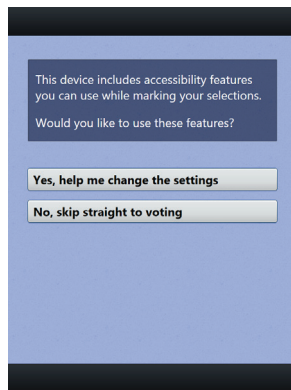 This device includes accessibility features
you can use while marking your selections.
Would you like to use these features?
Yes, help me change the settings
No, skip straight to voting